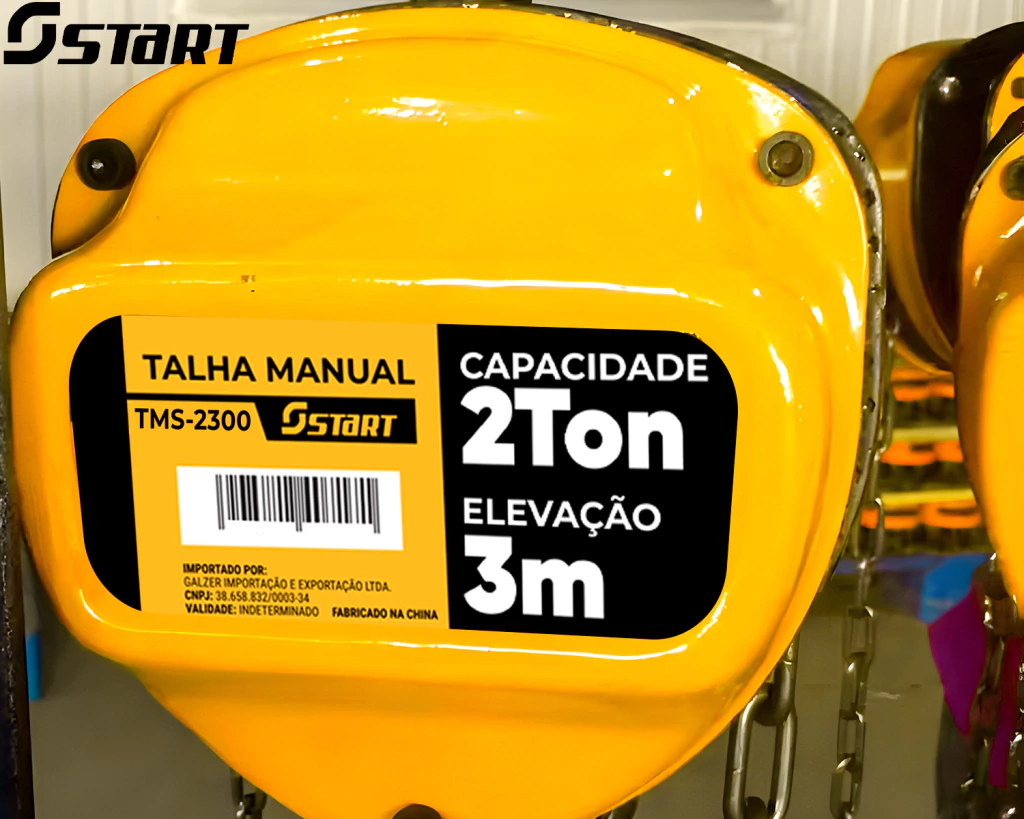 START
TALHA MANUAL
TMS-2300 START
IMPORTADO POR:
GALZER IMPORTAÇÃO E EXPORTAÇÃO LTDA.
CNPJ: 38.658.832/0003-34
VALIDADE: INDETERMINADO FABRICADO NA CHINA
CAPACIDADE
2Ton
ELEVAÇÃO
3m